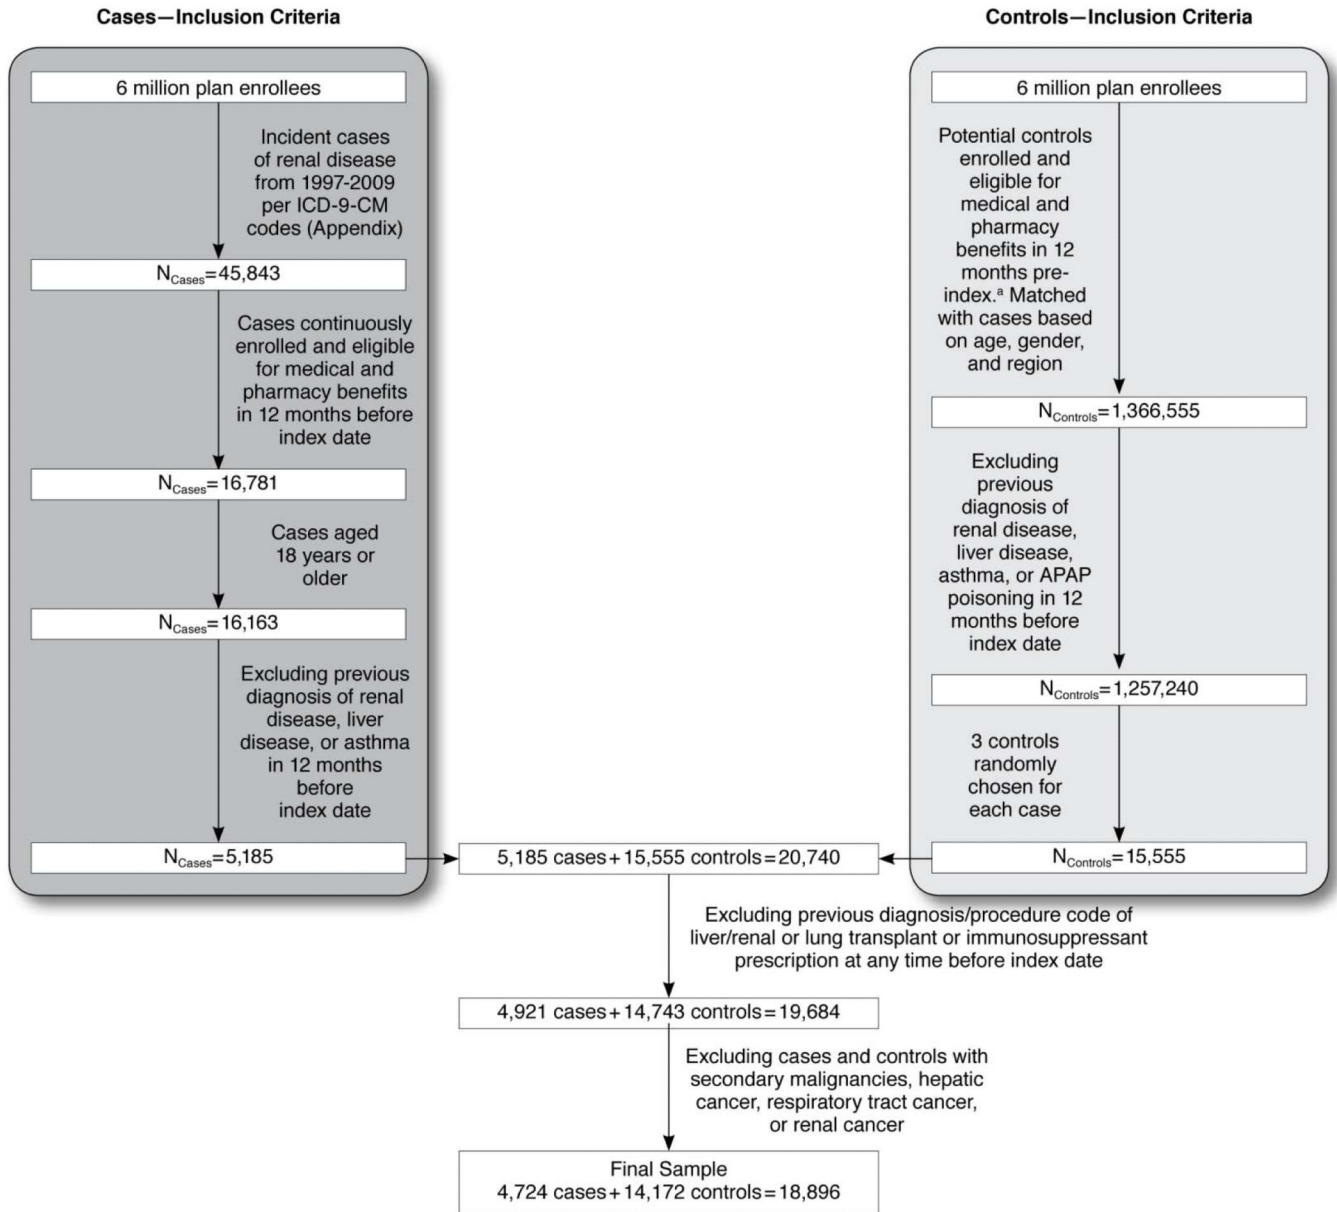 Cases—Inclusion Criteria
6 million plan enrollees
Incident cases
of renal disease
from 1997-2009
per ICD-9-CM
codes (Appendix)
NCases=45,843
Cases continuously
enrolled and eligible
for medical and
pharmacy benefits
in 12 months before
index date
NCases=16,781
Cases aged
18 years or
older
NCases=16,163
Excluding previous
diagnosis of renal
disease, liver
disease, or asthma
in 12 months
before
index date
NCases=5,185
Controls—Inclusion Criteria
6 million plan enrollees
Potential controls
enrolled and
eligible for
medical and
pharmacy
benefits in 12
months pre-
index.ª Matched
with cases based
on age, gender,
and region
NControls=1,366,555
Excluding
previous
diagnosis of
renal disease,
liver disease,
asthma, or APAP
poisoning in 12
months before
index date
NControls=1,257,240
3 controls
randomly
chosen for
each case
NControls=15,555
5,185 cases+15,555 controls=20,740
Excluding previous diagnosis/procedure code of
liver/renal or lung transplant or immunosuppressant
prescription at any time before index date
4,921 cases+14,743 controls=19,684
Excluding cases and controls with
secondary malignancies, hepatic
cancer, respiratory tract cancer,
or renal cancer
Final Sample
4,724 cases+14,172 controls=18,896